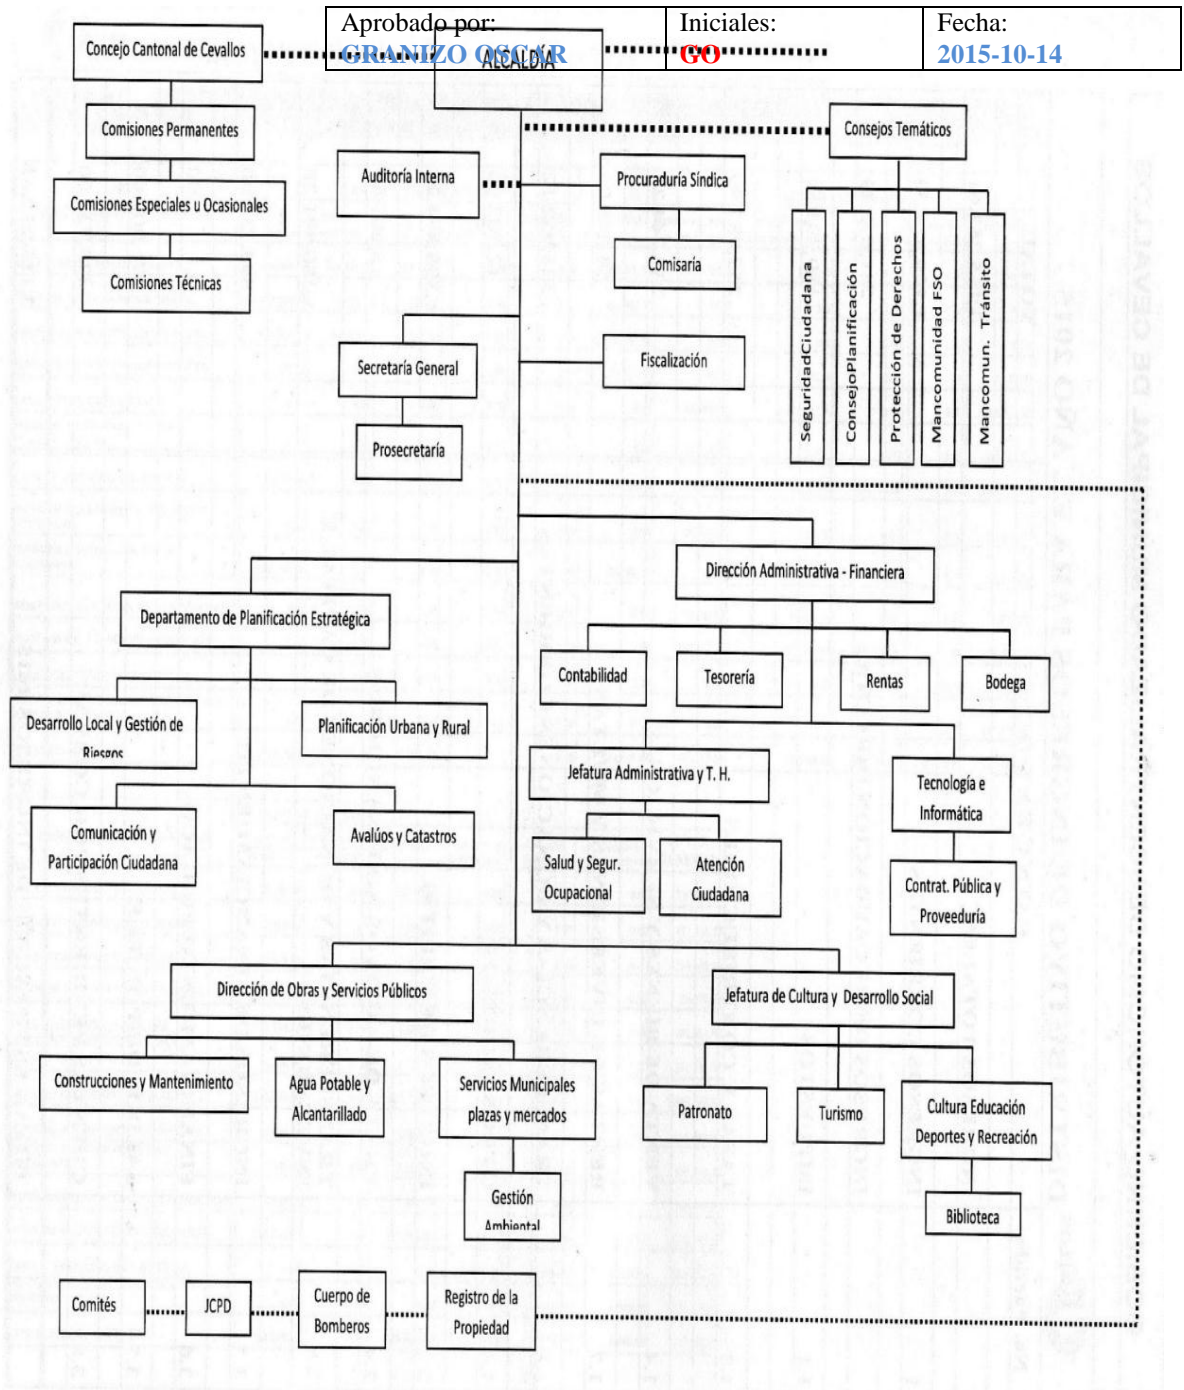 Aprobado por:
GRANIZO OSCAR
Iniciales:
GO
Fecha:
2015-10-14
Concejo Cantonal de Cevallos
ALCALDÍA
Comisiones Permanentes
Consejos Temáticos
Auditoría Interna
Procuraduría Síndica
Comisiones Especiales u Ocasionales
Comisaría
Comisiones Técnicas
SeguridadCiudadana
ConsejoPlanificación
Protección de Derechos
Mancomunidad FSO
Mancomun. Tránsito
Secretaría General
Fiscalización
Prosecretaría
Dirección Administrativa - Financiera
Departamento de Planificación Estratégica
Contabilidad
Tesorería
Rentas
Bodega
Desarrollo Local y Gestión de
Riesgos
Planificación Urbana y Rural
Jefatura Administrativa y T. H.
Tecnología e
Informática
Comunicación y
Participación Ciudadana
Avalúos y Catastros
Salud y Segur.
Ocupacional
Atención
Ciudadana
Contrat. Pública y
Proveeduría
Dirección de Obras y Servicios Públicos
Jefatura de Cultura y Desarrollo Social
Construcciones y Mantenimiento
Agua Potable y
Alcantarillado
Servicios Municipales
plazas y mercados
Patronato
Turismo
Cultura Educación
Deportes y Recreación
Gestión
Ambiental
Biblioteca
Comités
JCPD
Cuerpo de
Bomberos
Registro de la
Propiedad